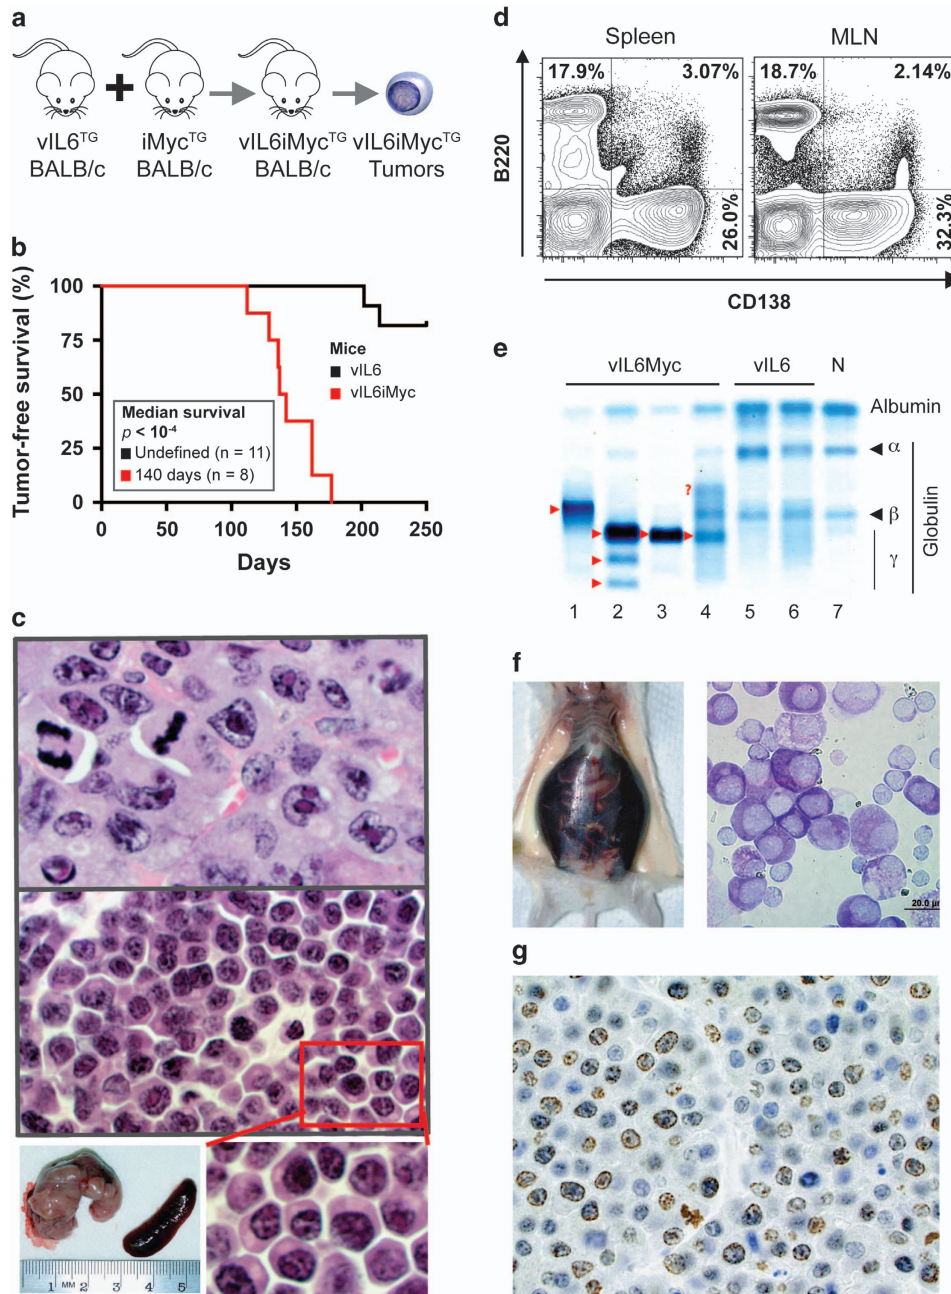 a
vIL6TG
BALB/c
iMycTG
BALB/c
vIL6iMycTG
BALB/c
vIL6iMycTG
Tumors
b
Tumor-free survival (%)
100
75
50
25
0
0 50 100 150 200 250
Days
Mice
vIL6
vIL6iMyc
Median survival
p < 10-4
Undefined (n = 11)
140 days (n = 8)
c
1 MM 2 3 4 5
d
Spleen MLN
17.9% 3.07% 18.7% 2.14%
26.0% 32.3%
B220
CD138
e
vIL6Myc vIL6 N
Albumin
α
?
β
γ
Globulin
1 2 3 4 5 6 7
f
20.0 µm
g